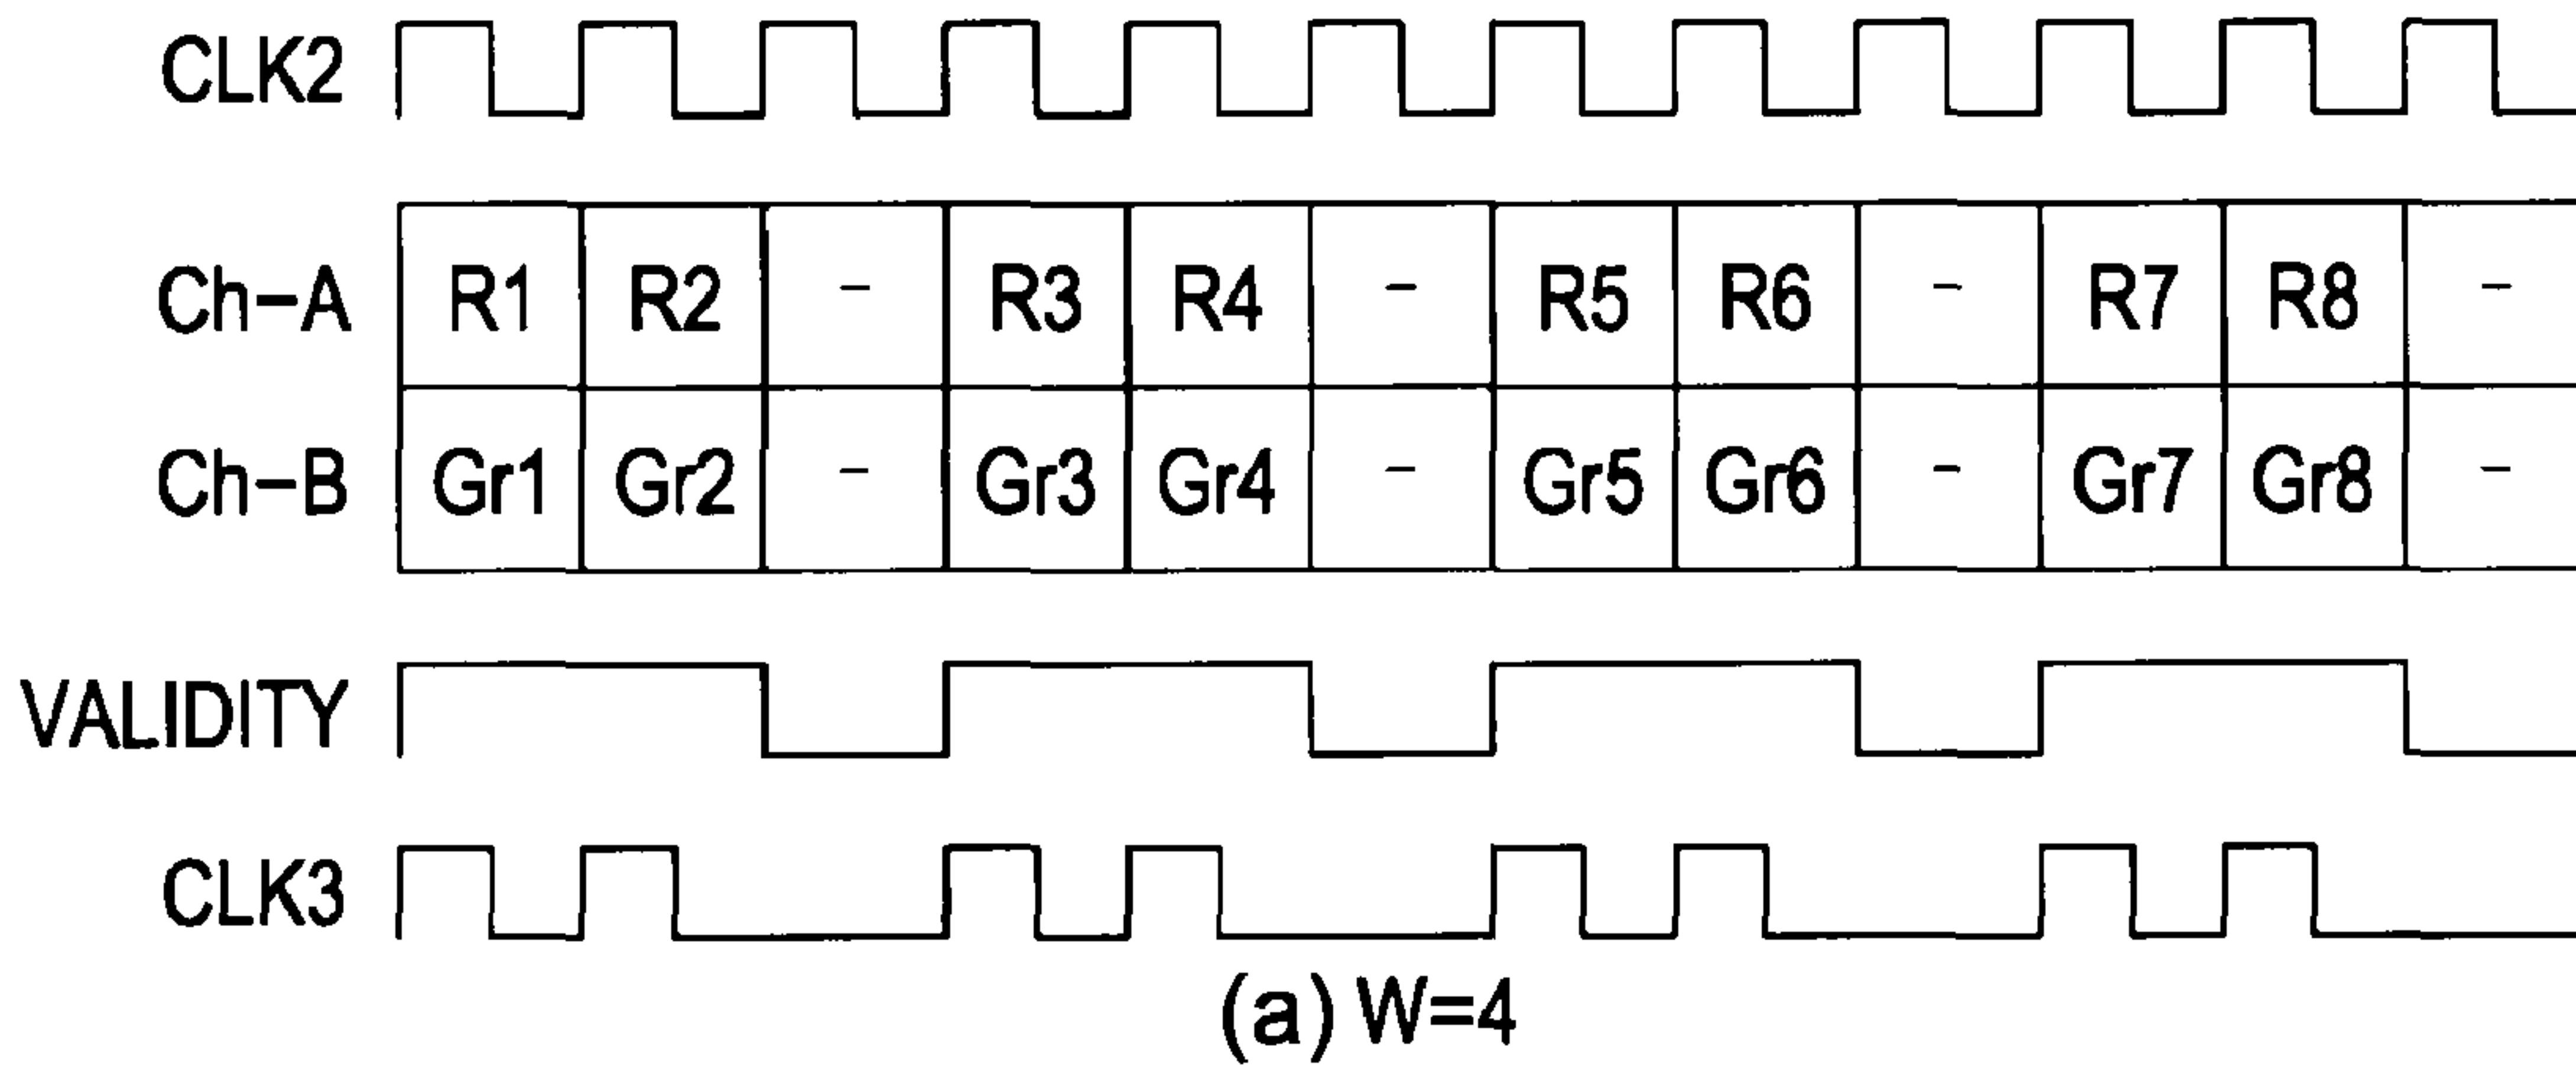 CLK2
Ch-A R1 R2 - R3 R4 - R5 R6 - R7 R8 -
Ch-B Gr1 Gr2 - Gr3 Gr4 - Gr5 Gr6 - Gr7 Gr8 -
VALIDITY
CLK3
(a) W=4